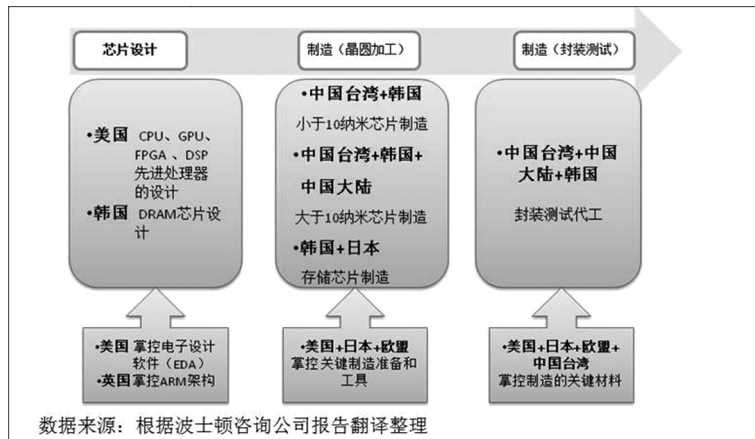 芯片设计
制造（晶圆加工）
制造（封装测试）
•美国 CPU、GPU、
FPGA 、DSP
先进处理器
的设计
•韩国 DRAM芯片设
计
•中国台湾+韩国
小于10纳米芯片制造
•中国台湾+韩国+
中国大陆
大于10纳米芯片制造
•韩国+日本
存储芯片制造
•中国台湾+中国
大陆+韩国
封装测试代工
•美国 掌控电子设计
软件（EDA）
•英国 掌控ARM架构
•美国+日本+欧盟
掌控关键制造准备和
工具
•美国+日本+欧盟+
中国台湾
掌控制造的关键材料
数据来源：根据波士顿咨询公司报告翻译整理